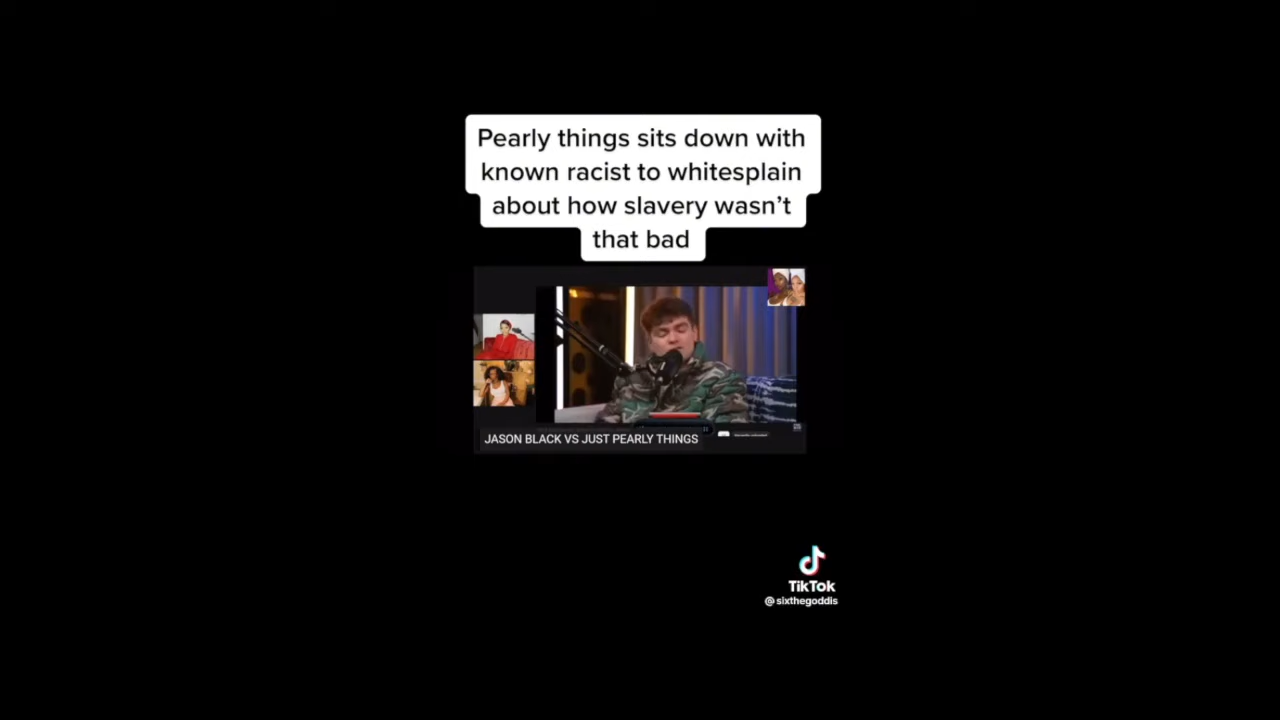 Pearly things sits down with
known racist to whitesplain
about how slavery wasn’t
that bad
JASON BLACK VS JUST PEARLY THINGS
TikTok
@sixthegoddis